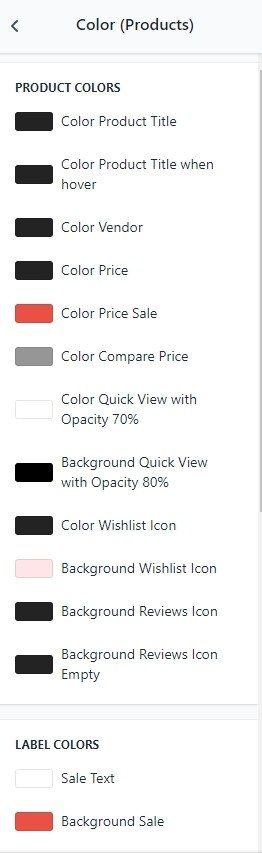 Color (Products)
PRODUCT COLORS
Color Product Title
Color Product Title when
hover
Color Vendor
Color Price
Color Price Sale
Color Compare Price
Color Quick View with
Opacity 70%
Background Quick View
with Opacity 80%
Color Wishlist Icon
Background Wishlist Icon
Background Reviews Icon
Background Reviews Icon
Empty
LABEL COLORS
Sale Text
Background Sale